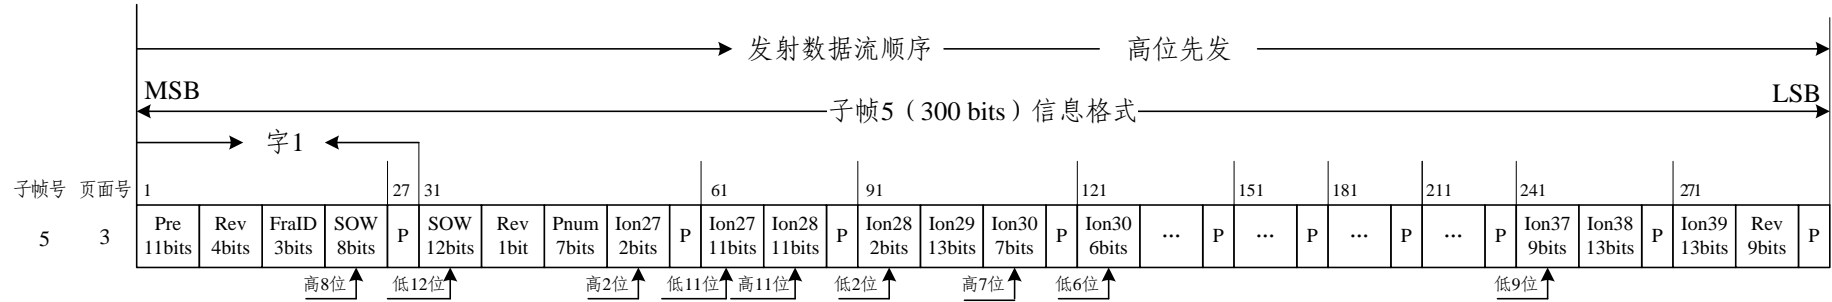 发射数据流顺序 高位先发
MSB LSB
子帧5（300 bits）信息格式
字1
子帧号 页面号 1 27 31 61 91 121 151 181 211 241 271
Pre Rev FraID SOW P SOW Rev Pnum Ion27 P Ion27 Ion28 P Ion28 Ion29 Ion30 P Ion30 … P … P … P … P Ion37 Ion38 P Ion39 Rev P
5 3 11bits 4bits 3bits 8bits 12bits 1bit 7bits 2bits 11bits 11bits 2bits 13bits 7bits 6bits 9bits 13bits 13bits 9bits
高8位 低12位 高2位 低11位 高11位 低2位 高7位 低6位 低9位